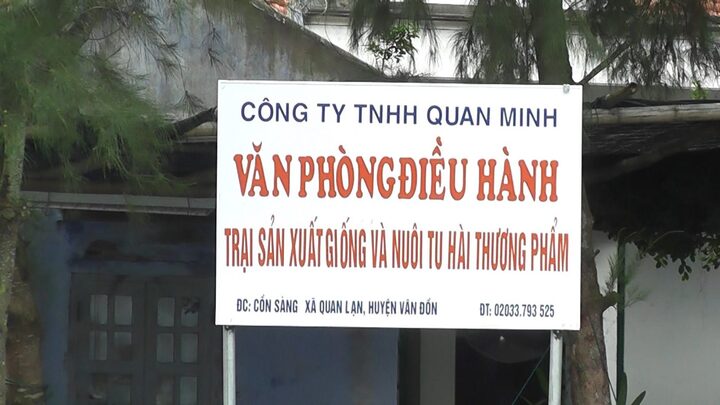 CÔNG TY TNHH QUAN MINH
VĂN PHÒNG ĐIỀU HÀNH
TRẠI SẢN XUẤT GIỐNG VÀ NUÔI TU HÀI THƯƠNG PHẨM
ĐC: CỒN SÀNG XÃ QUAN LẠN, HUYỆN VÂN ĐỒN ĐT: 02033.793 525